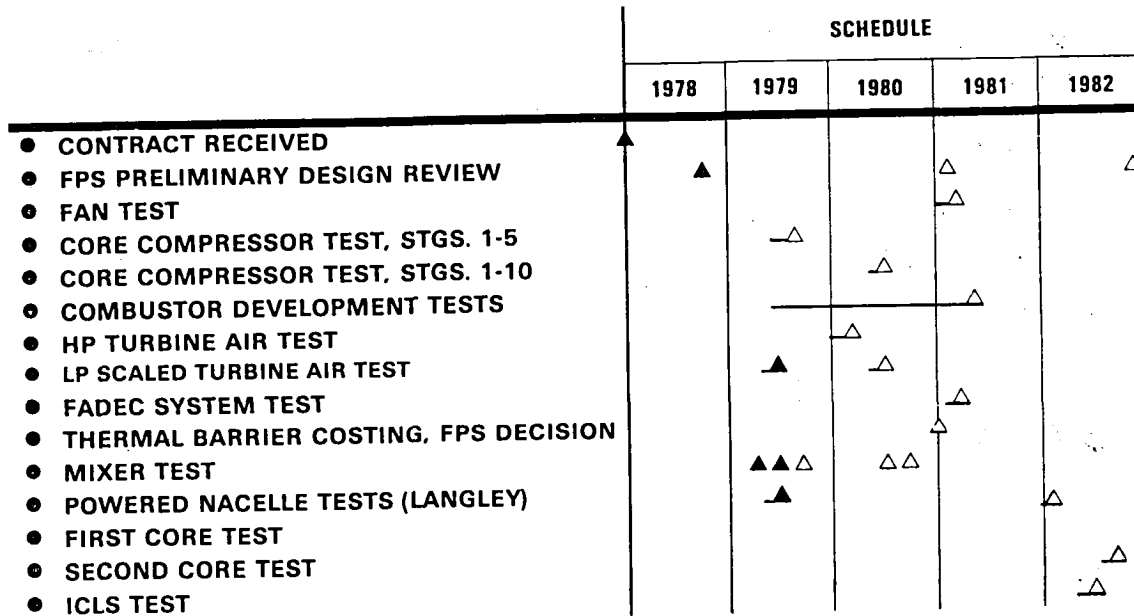 SCHEDULE
1978 1979 1980 1981 1982
● CONTRACT RECEIVED
● FPS PRELIMINARY DESIGN REVIEW
● FAN TEST
● CORE COMPRESSOR TEST, STGS. 1-5
● CORE COMPRESSOR TEST, STGS. 1-10
● COMBUSTOR DEVELOPMENT TESTS
● HP TURBINE AIR TEST
● LP SCALED TURBINE AIR TEST
● FADEC SYSTEM TEST
● THERMAL BARRIER COSTING, FPS DECISION
● MIXER TEST
● POWERED NACELLE TESTS (LANGLEY)
● FIRST CORE TEST
● SECOND CORE TEST
● ICLS TEST